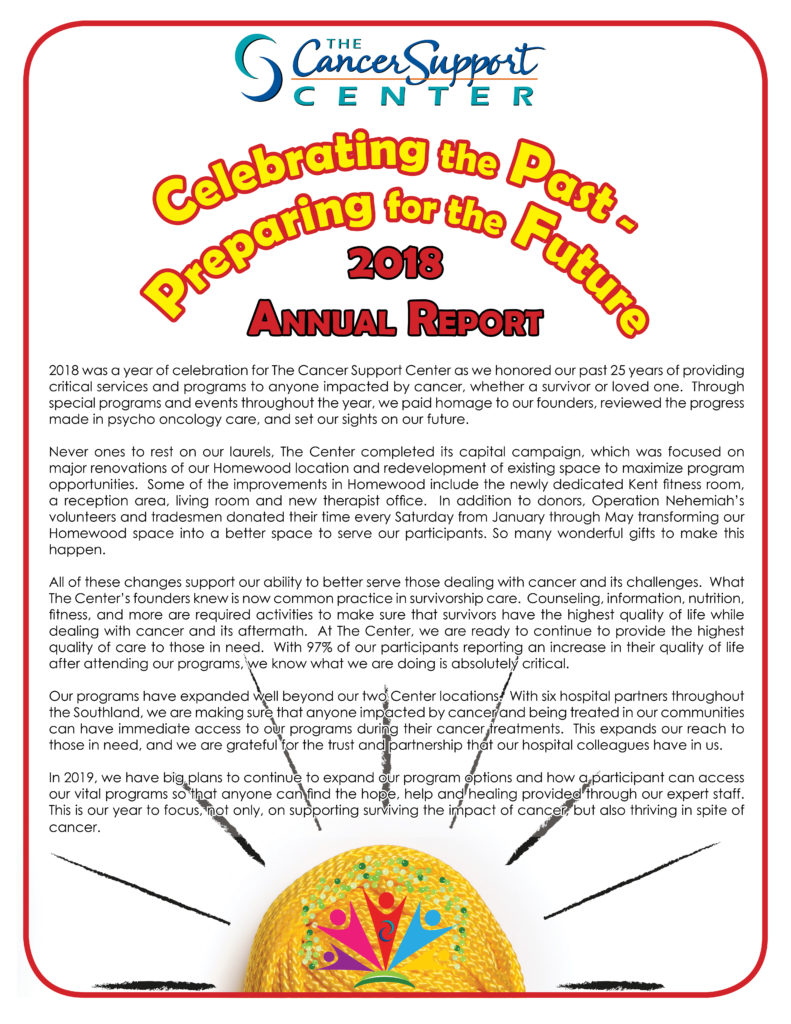 THE
Cancer Support
CENTER
Celebrating the Past -
Preparing for the Future
2018
ANNUAL REPORT
2018 was a year of celebration for The Cancer Support Center as we honored our past 25 years of providing
critical services and programs to anyone impacted by cancer, whether a survivor or loved one. Through
special programs and events throughout the year, we paid homage to our founders, reviewed the progress
made in psycho oncology care, and set our sights on our future.
Never ones to rest on our laurels, The Center completed its capital campaign, which was focused on
major renovations of our Homewood location and redevelopment of existing space to maximize program
opportunities. Some of the improvements in Homewood include the newly dedicated Kent fitness room,
a reception area, living room and new therapist office. In addition to donors, Operation Nehemiah's
volunteers and tradesmen donated their time every Saturday from January through May transforming our
Homewood space into a better space to serve our participants. So many wonderful gifts to make this
happen.
All of these changes support our ability to better serve those dealing with cancer and its challenges. What
The Center's founders knew is now common practice in survivorship care. Counseling, information, nutrition,
fitness, and more are required activities to make sure that survivors have the highest quality of life while
dealing with cancer and its aftermath. At The Center, we are ready to continue to provide the highest
quality of care to those in need. With 97% of our participants reporting an increase in their quality of life
after attending our programs, we know what we are doing is absolutely critical.
Our programs have expanded well beyond our two Center locations. With six hospital partners throughout
the Southland, we are making sure that anyone impacted by cancer and being treated in our communities
can have immediate access to our programs during their cancer treatments. This expands our reach to
those in need, and we are grateful for the trust and partnership that our hospital colleagues have in us.
In 2019, we have big plans to continue to expand our program options and how a participant can access
our vital programs so that anyone can find the hope, help and healing provided through our expert staff.
This is our year to focus, not only, on supporting surviving the impact of cancer, but also thriving in spite of
cancer.